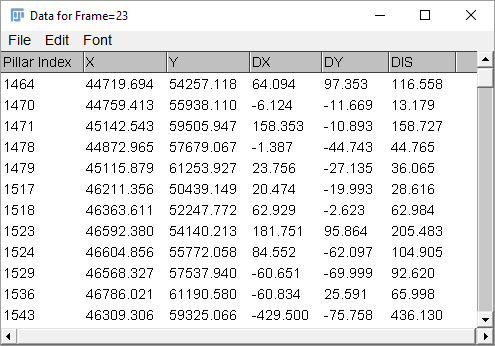 Data for Frame=23
File Edit Font
Pillar Index X Y DX DY DIS
1464 44719.694 54257.118 64.094 97.353 116.558
1470 44759.413 55938.110 -6.124 -11.669 13.179
1471 45142.543 59505.947 158.353 -10.893 158.727
1478 44872.965 57679.067 -1.387 -44.743 44.765
1479 45115.879 61253.927 23.756 -27.135 36.065
1517 46211.356 50439.149 20.474 -19.993 28.616
1518 46363.611 52247.772 62.929 -2.623 62.984
1523 46592.380 54140.213 181.751 95.864 205.483
1524 46604.856 55772.058 84.552 -62.097 104.905
1529 46568.327 57537.940 -60.651 -69.999 92.620
1536 46786.021 61190.580 -60.834 25.591 65.998
1543 46309.306 59325.066 -429.500 -75.758 436.130